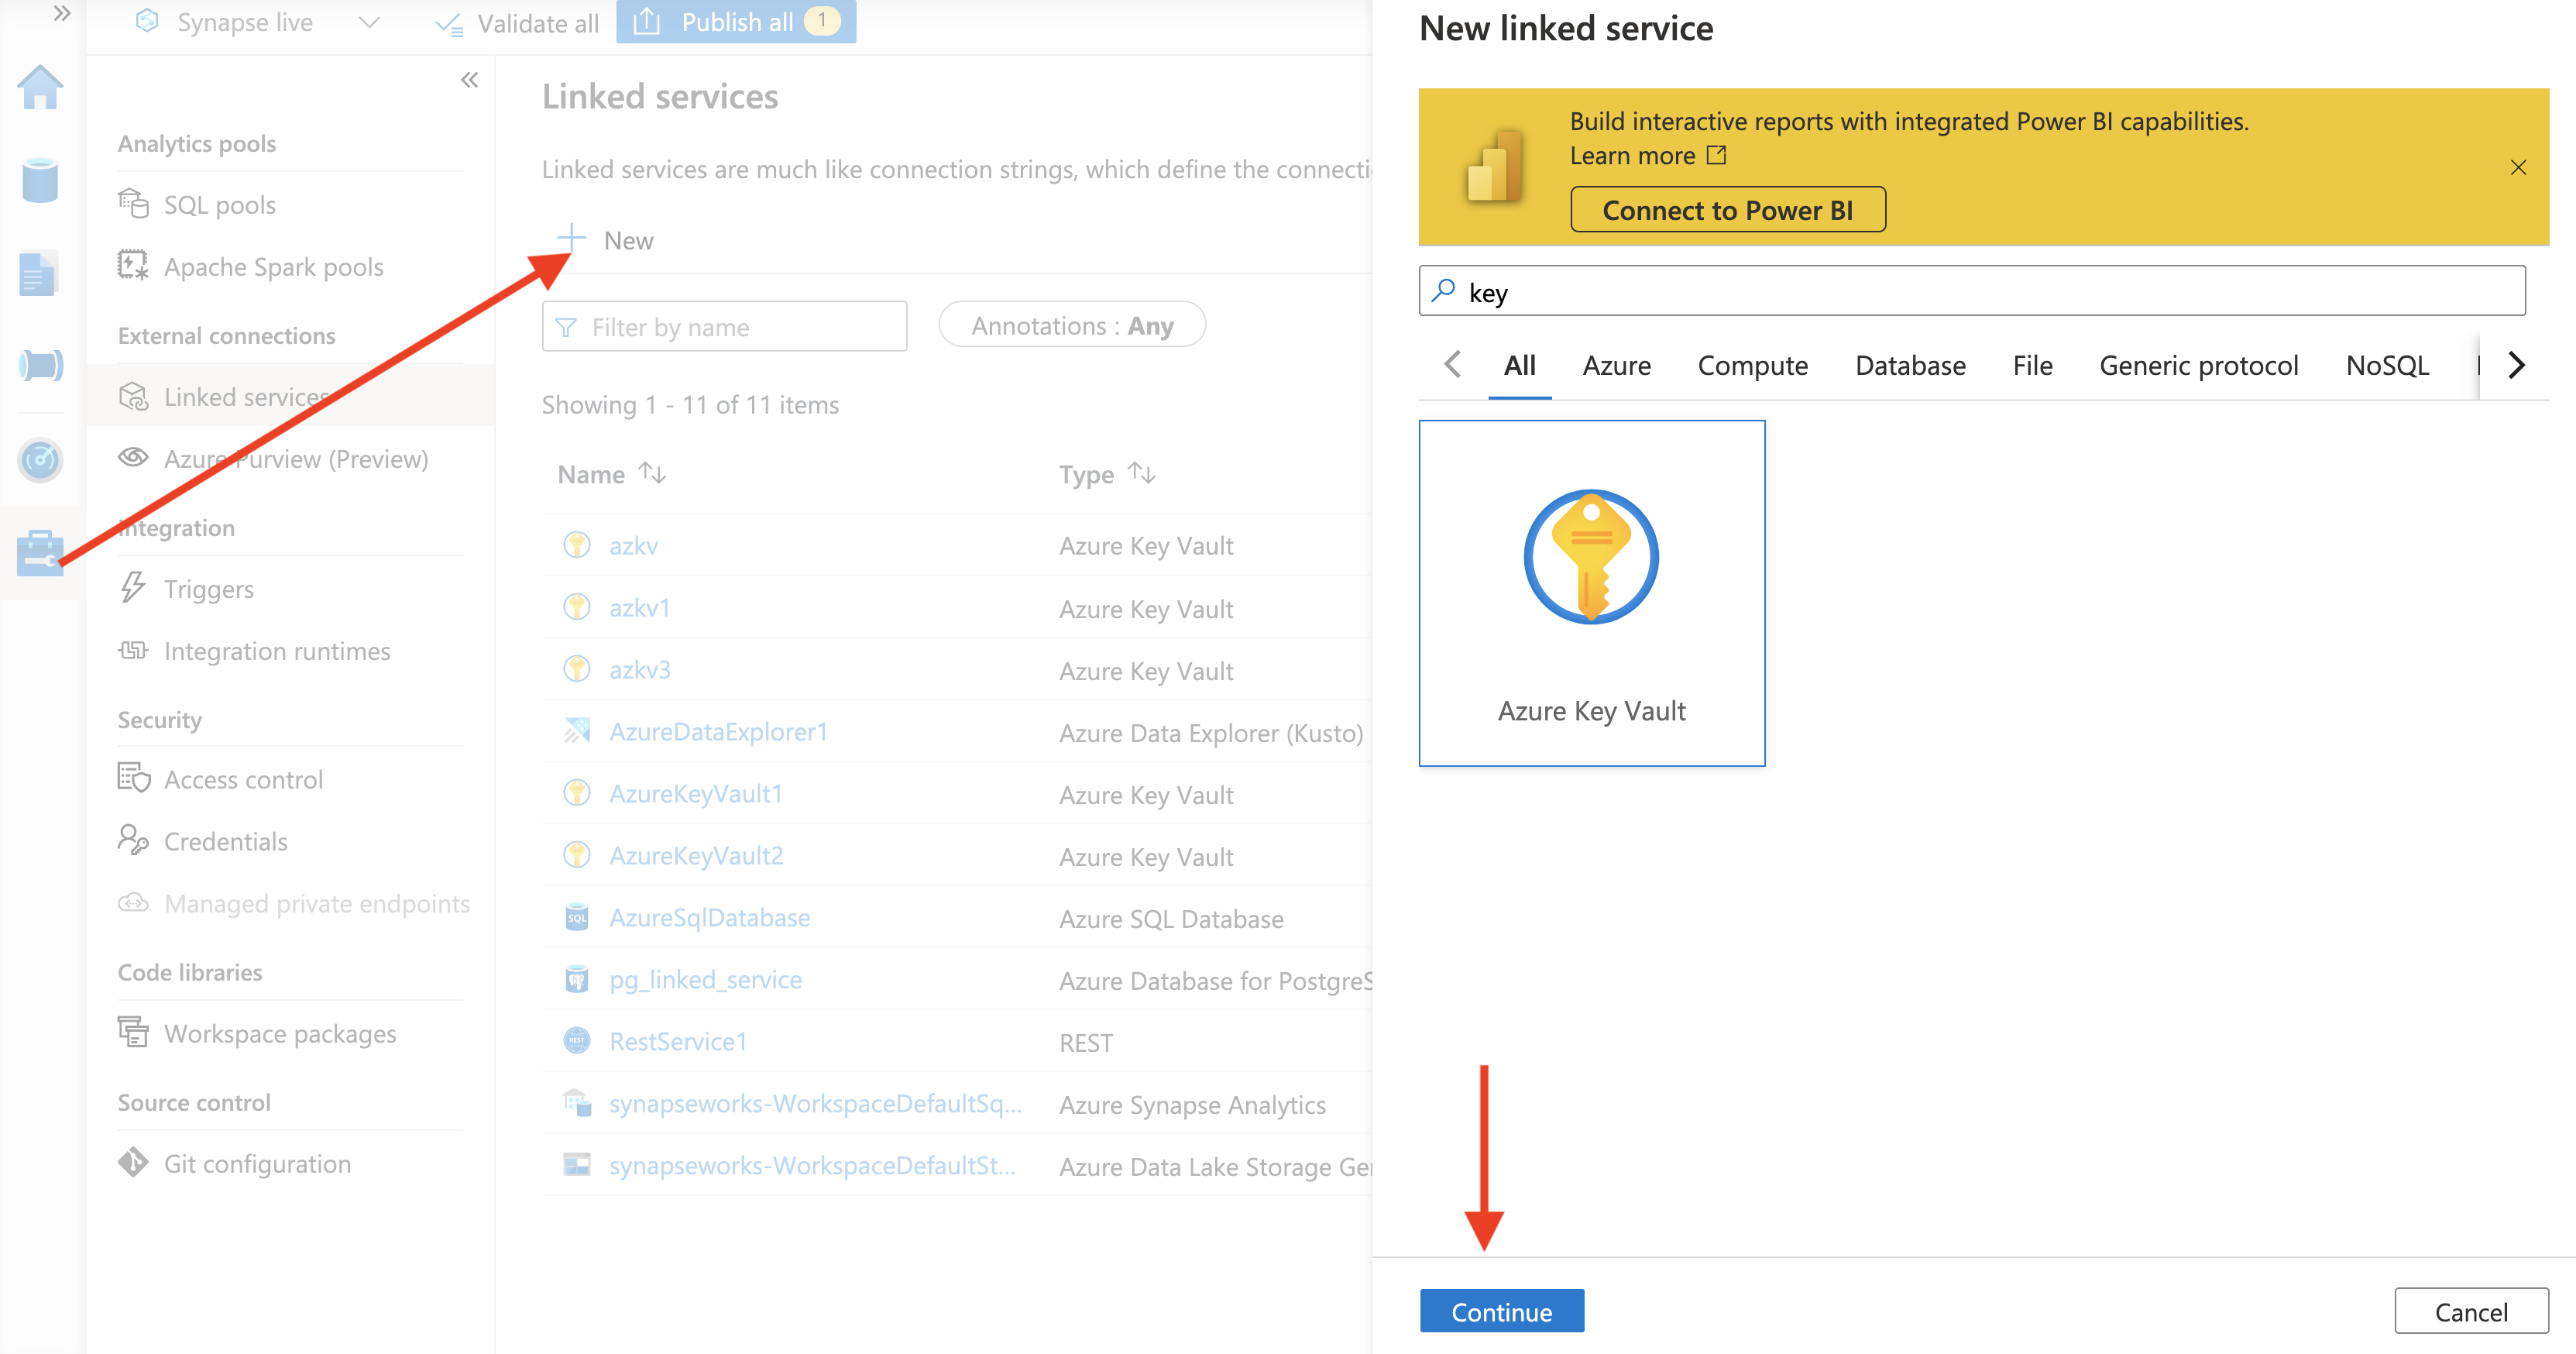 Synapse live
Validate all
Publish all 1
Analytics pools
SQL pools
Apache Spark pools
External connections
Linked services
Azure Purview (Preview)
Integration
Triggers
Integration runtimes
Security
Access control
Credentials
Managed private endpoints
Code libraries
Workspace packages
Source control
Git configuration
Linked services
Linked services are much like connection strings, which define the connecti
New
Filter by name
Annotations : Any
Showing 1 - 11 of 11 items
Name Type
azkv Azure Key Vault
azkv1 Azure Key Vault
azkv3 Azure Key Vault
AzureDataExplorer1 Azure Data Explorer (Kusto)
AzureKeyVault1 Azure Key Vault
AzureKeyVault2 Azure Key Vault
SQL AzureSqlDatabase Azure SQL Database
pg_linked_service Azure Database for PostgreS
REST RestService1 REST
synapseworks-WorkspaceDefaultSq... Azure Synapse Analytics
synapseworks-WorkspaceDefaultSt... Azure Data Lake Storage Ge
New linked service
Build interactive reports with integrated Power BI capabilities.
Learn more
Connect to Power BI
key
All Azure Compute Database File Generic protocol NoSQL
Azure Key Vault
Continue
Cancel